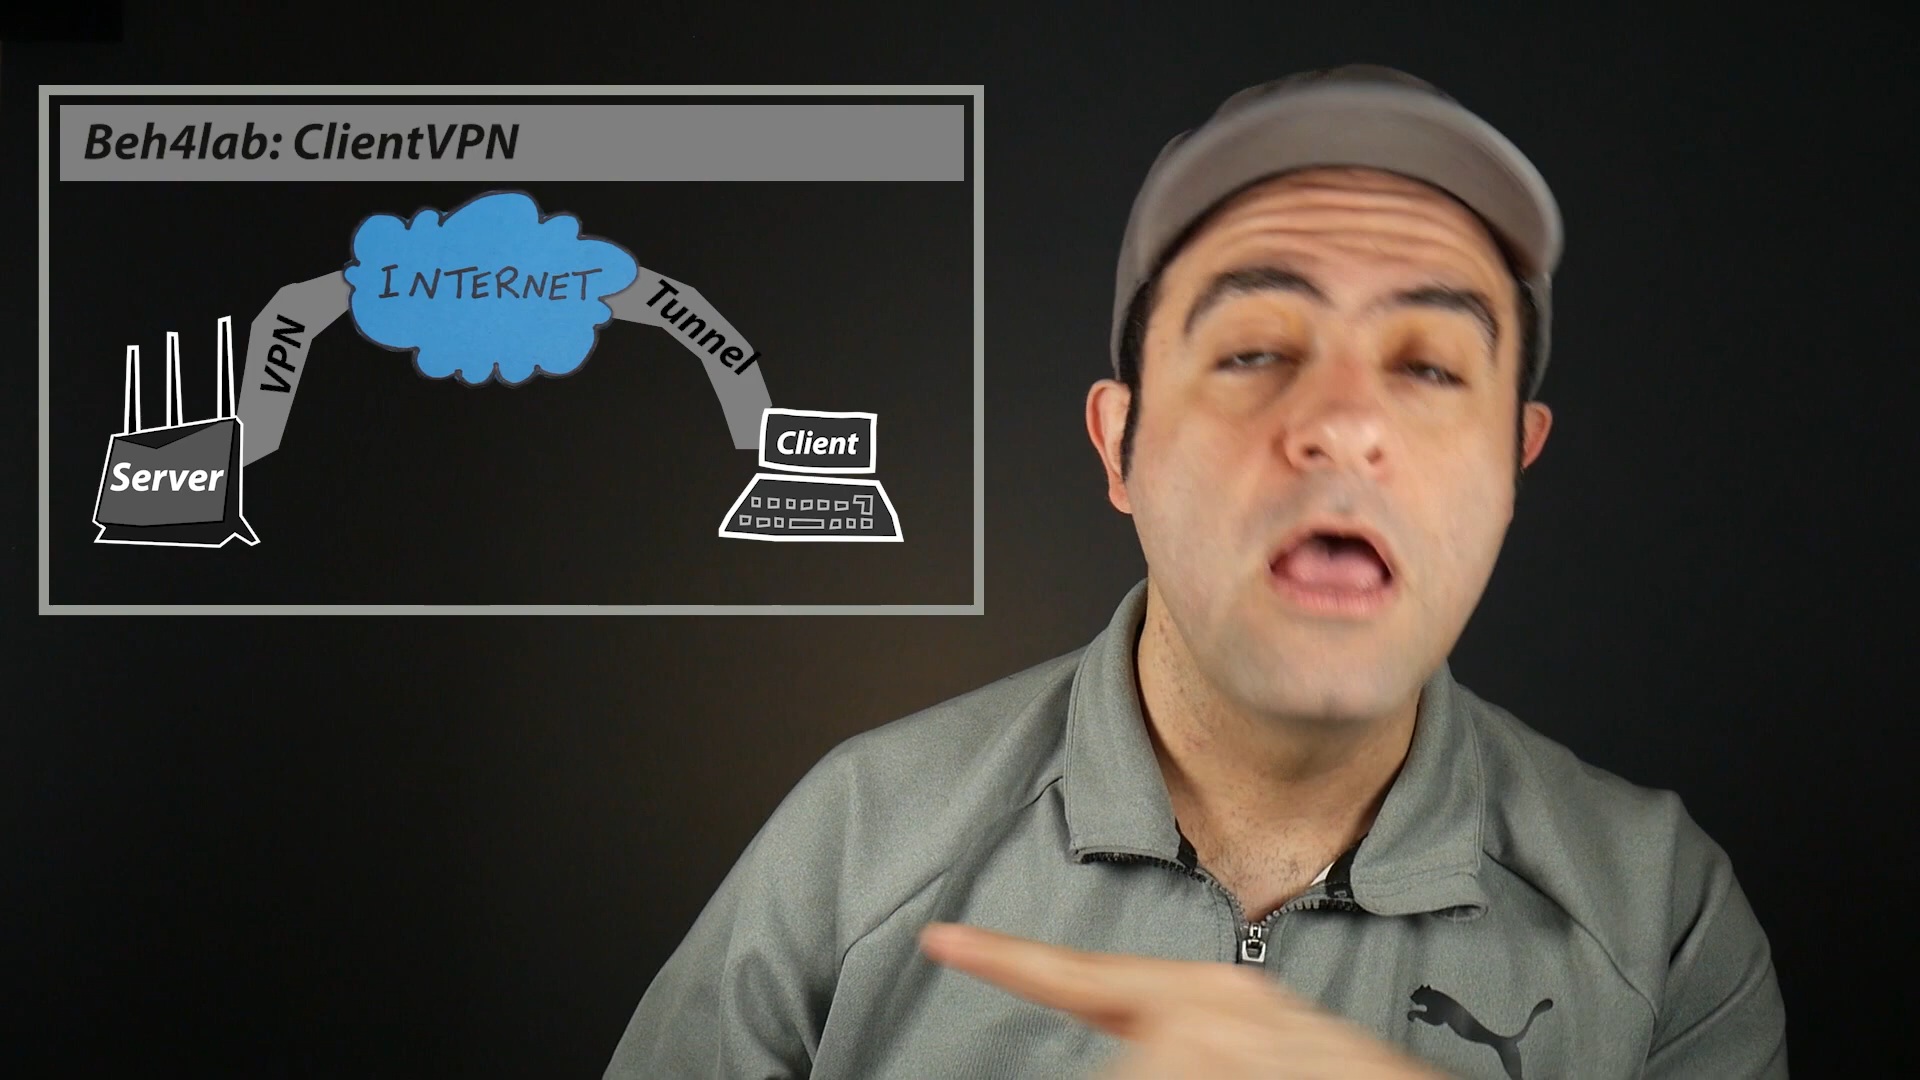 Beh4lab: ClientVPN
INTERNET
VPN
Tunnel
Server
Client